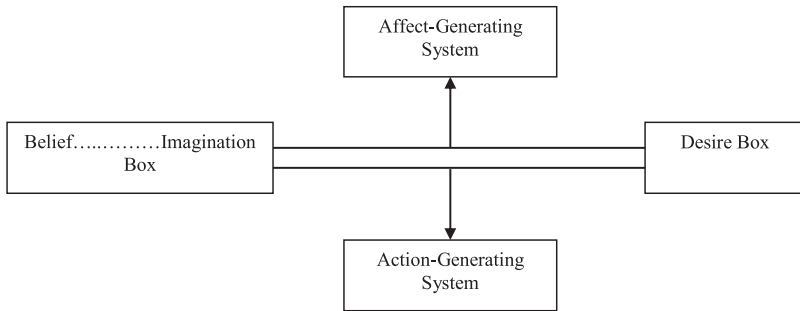 Affect-Generating
System
Belief…..………Imagination
Box
Desire Box
Action-Generating
System